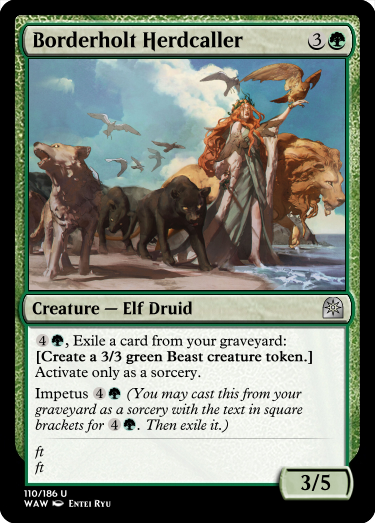 Borderholt Herdcaller 3
Creature — Elf Druid
4, Exile a card from your graveyard:
[Create a 3/3 green Beast creature token.]
Activate only as a sorcery.
Impetus 4 (You may cast this from your
graveyard as a sorcery with the text in square
brackets for 4. Then exile it.)
ft
ft
3/5
110/186 U
WAW Entei Ryu